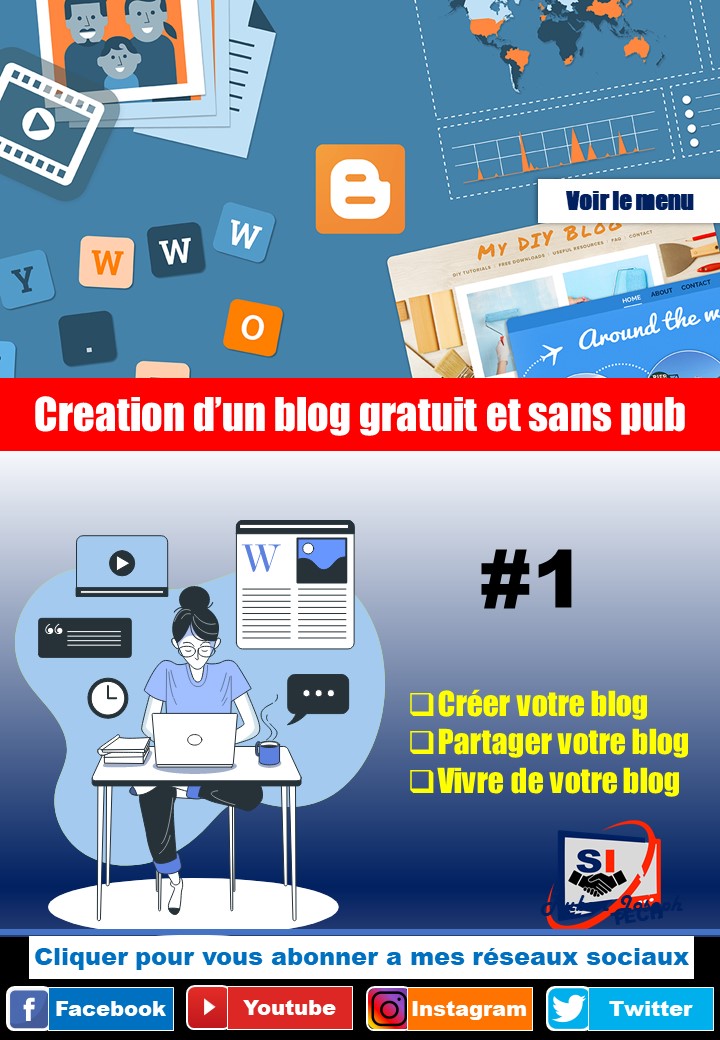 Voir le menu
MY DIY BLOG
DIY TUTORIALS · FREE DOWNLOADS · USEFUL RESOURCES · FAQ · CONTACT
HOME ABOUT CONTACT
Around the w
Y W W W
. O
Creation d’un blog gratuit et sans pub
W
#1
❑Créer votre blog
❑Partager votre blog
❑Vivre de votre blog
SI
Joseph
TECH
Cliquer pour vous abonner a mes réseaux sociaux
Facebook Youtube Instagram Twitter